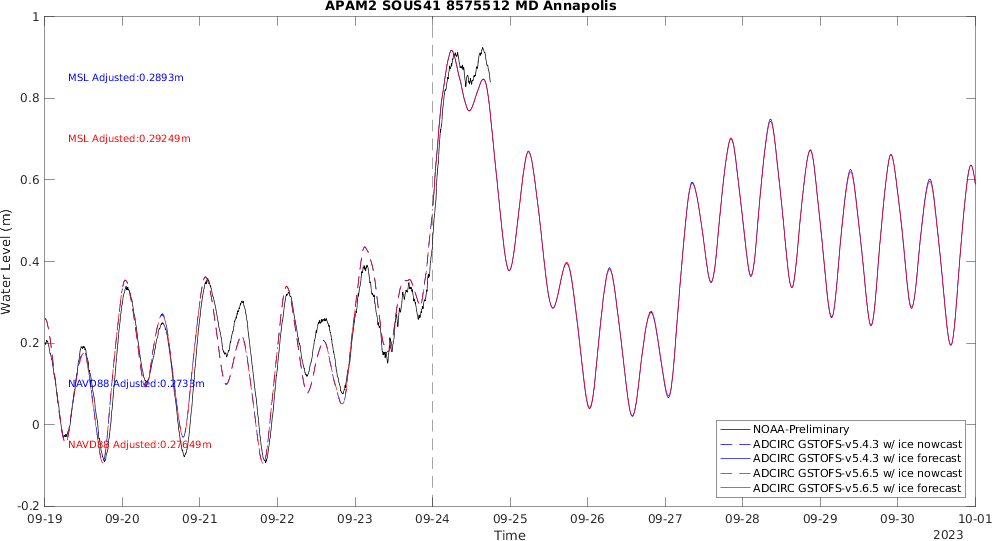 APAM2 SOUS41 8575512 MD Annapolis
1
0.8
0.6
0.4
0.2
0
-0.2
Water Level (m)
MSL Adjusted:0.2893m
MSL Adjusted:0.29249m
NAVD88 Adjusted:0.2733m
NAVD88 Adjusted:0.27649m
NOAA-Preliminary
ADCIRC GSTOFS-v5.4.3 w/ ice nowcast
ADCIRC GSTOFS-v5.4.3 w/ ice forecast
ADCIRC GSTOFS-v5.6.5 w/ ice nowcast
ADCIRC GSTOFS-v5.6.5 w/ ice forecast
09-19 09-20 09-21 09-22 09-23 09-24 09-25 09-26 09-27 09-28 09-29 09-30 10-01
Time
2023